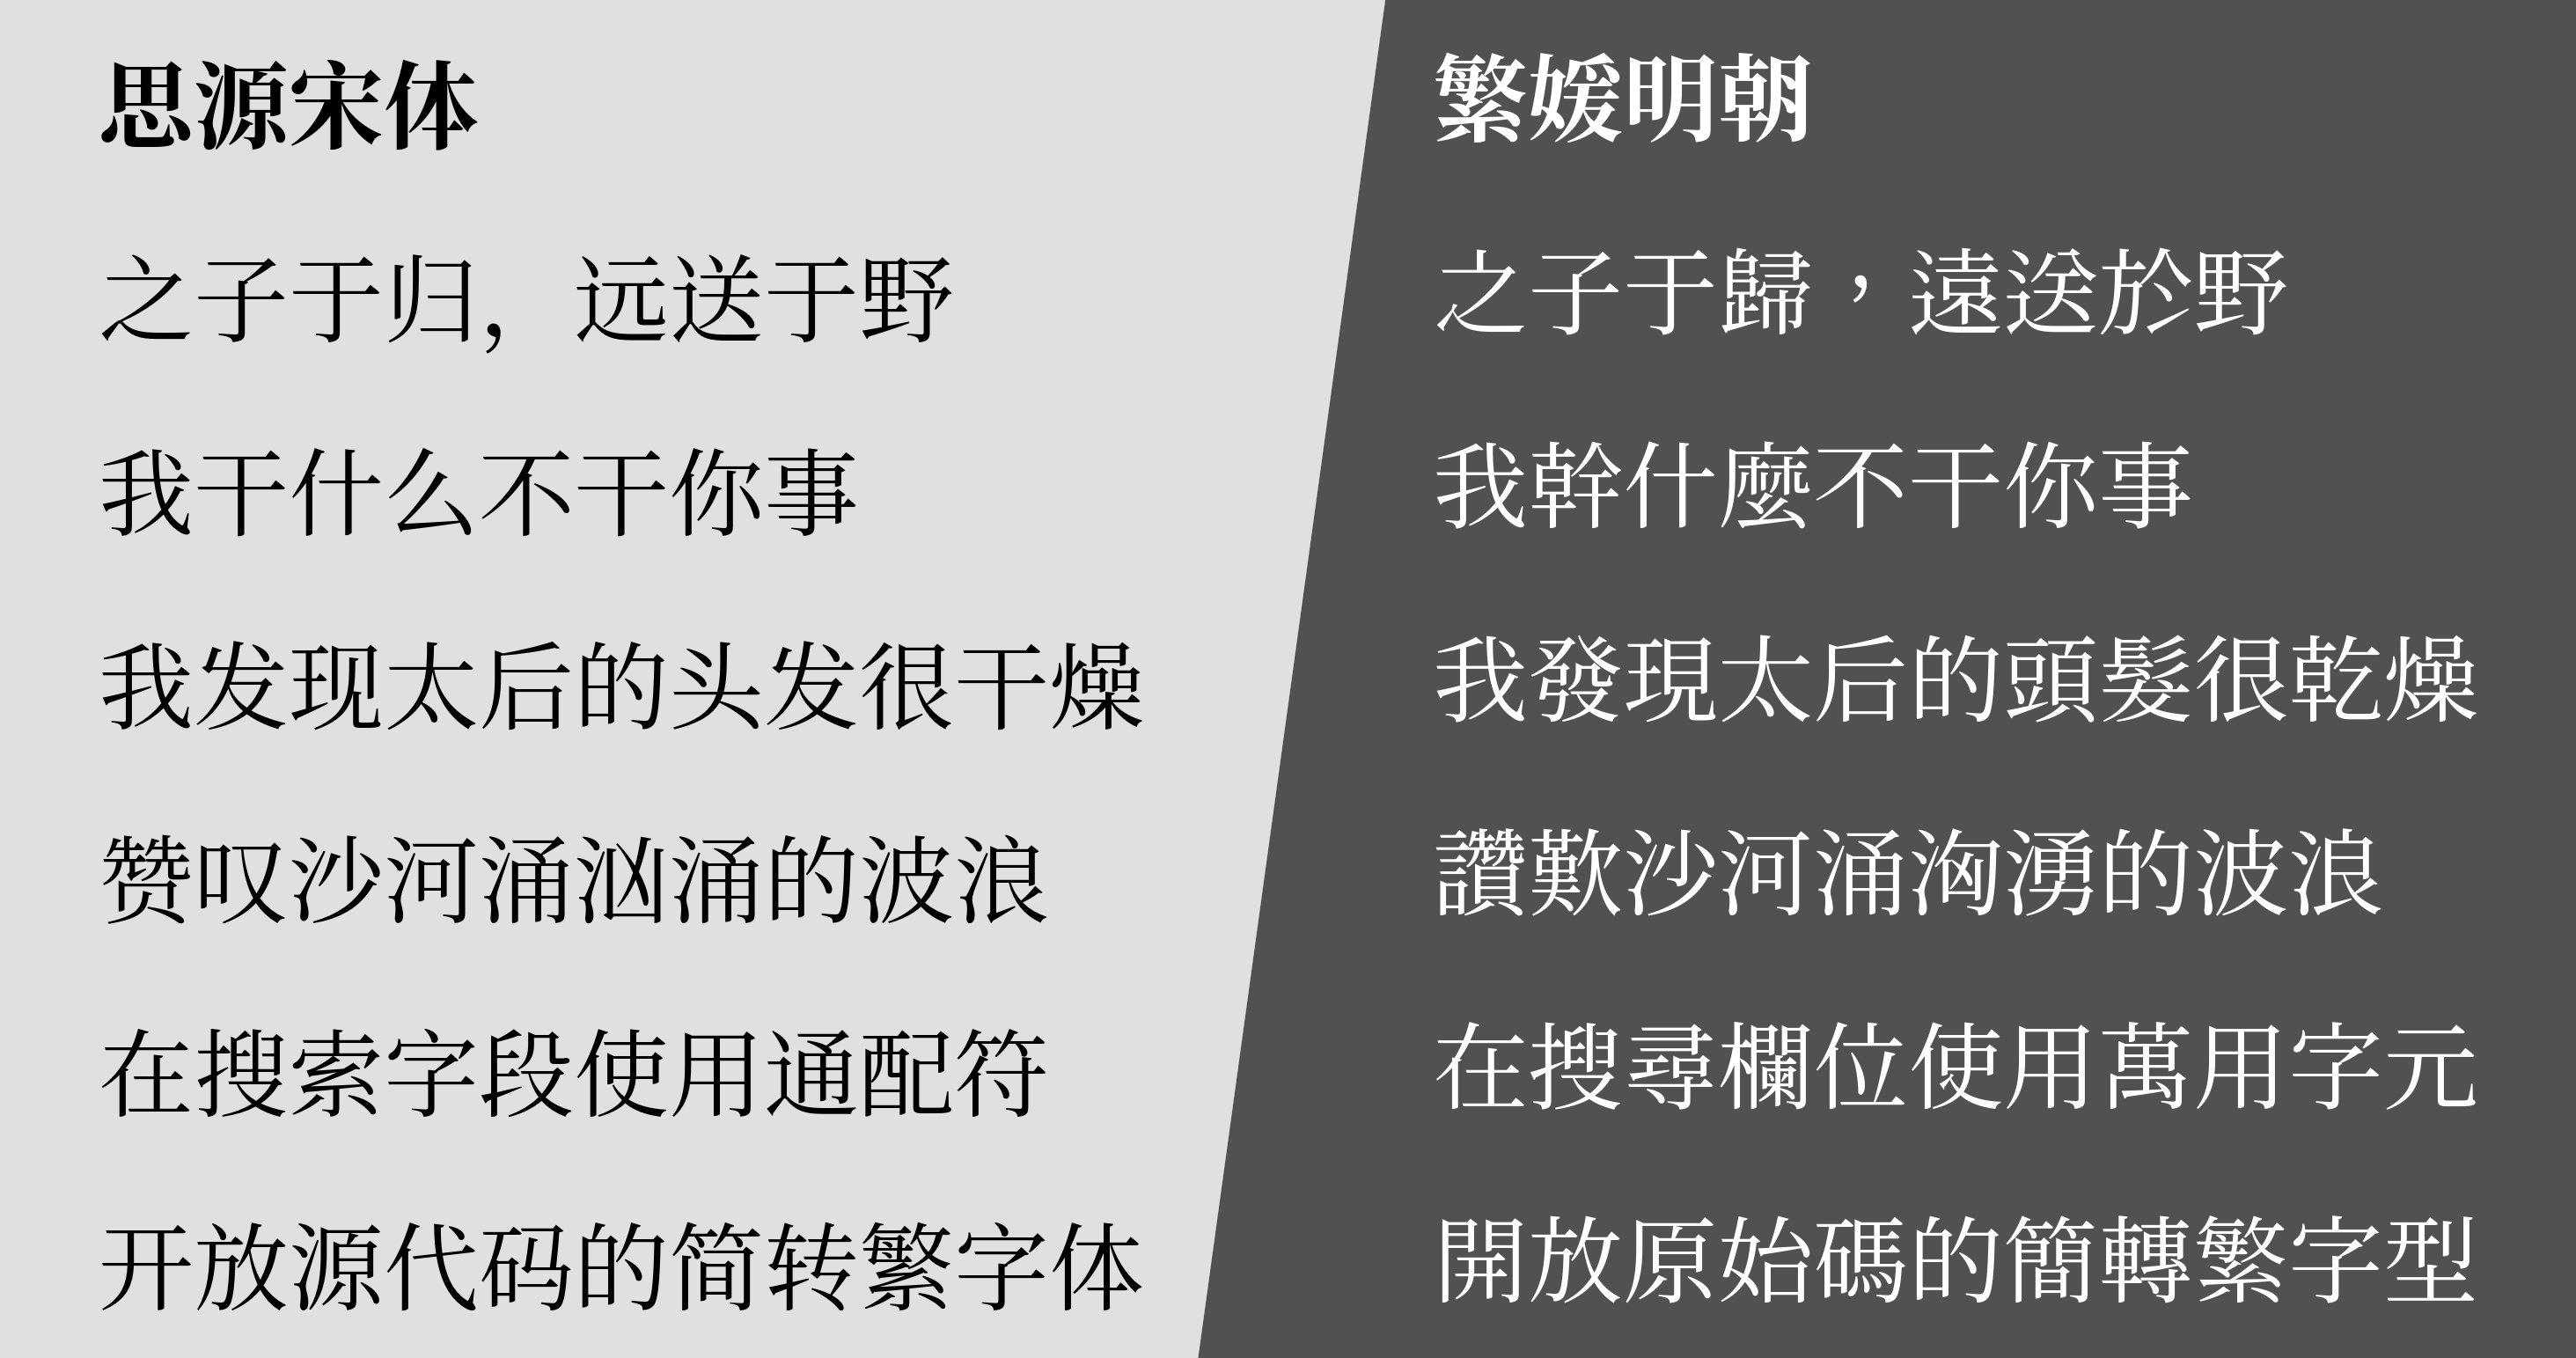 思源宋体
之子于归，远送于野
我干什么不干你事
我发现太后的头发很干燥
赞叹沙河涌汹涌的波浪
在搜索字段使用通配符
开放源代码的简转繁字体
繁媛明朝
之子于歸，遠送於野
我幹什麼不干你事
我發現太后的頭髮很乾燥
讚歎沙河涌洶湧的波浪
在搜尋欄位使用萬用字元
開放原始碼的簡轉繁字型